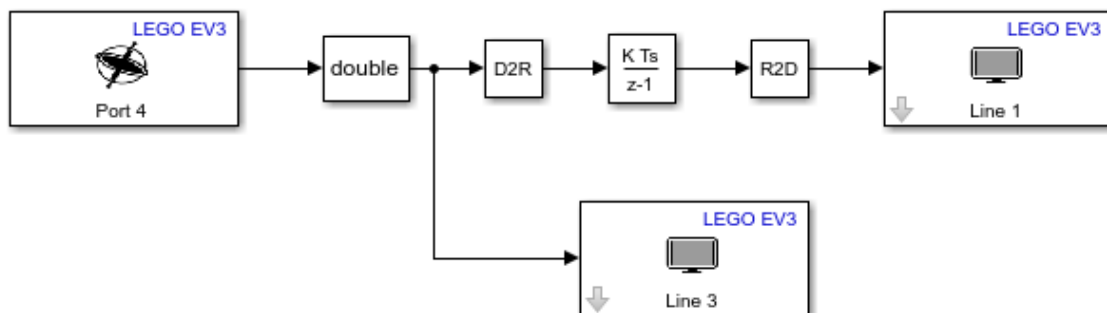 LEGO EV3
Port 4
double
D2R
K Ts
z-1
R2D
LEGO EV3
Line 1
LEGO EV3
Line 3